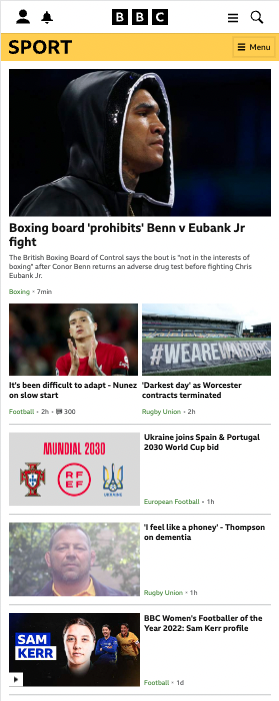 BBC
SPORT
Menu
Boxing board 'prohibits' Benn v Eubank Jr
fight
The British Boxing Board of Control says the bout is "not in the interests of
boxing" after Conor Benn returns an adverse drug test before fighting Chris
Eubank Jr.
Boxing • 7min
It's been difficult to adapt - Nunez
on slow start
Football • 2h • 300
#WEAREWARRIORS
'Darkest day' as Worcester
contracts terminated
Rugby Union • 2h
MUNDIAL 2030
RF
EF
Ukraine joins Spain & Portugal
2030 World Cup bid
European Football • 1h
'I feel like a phoney' - Thompson
on dementia
Rugby Union • 1h
SAM
KERR
BBC Women's Footballer of the
Year 2022: Sam Kerr profile
Football • 1d